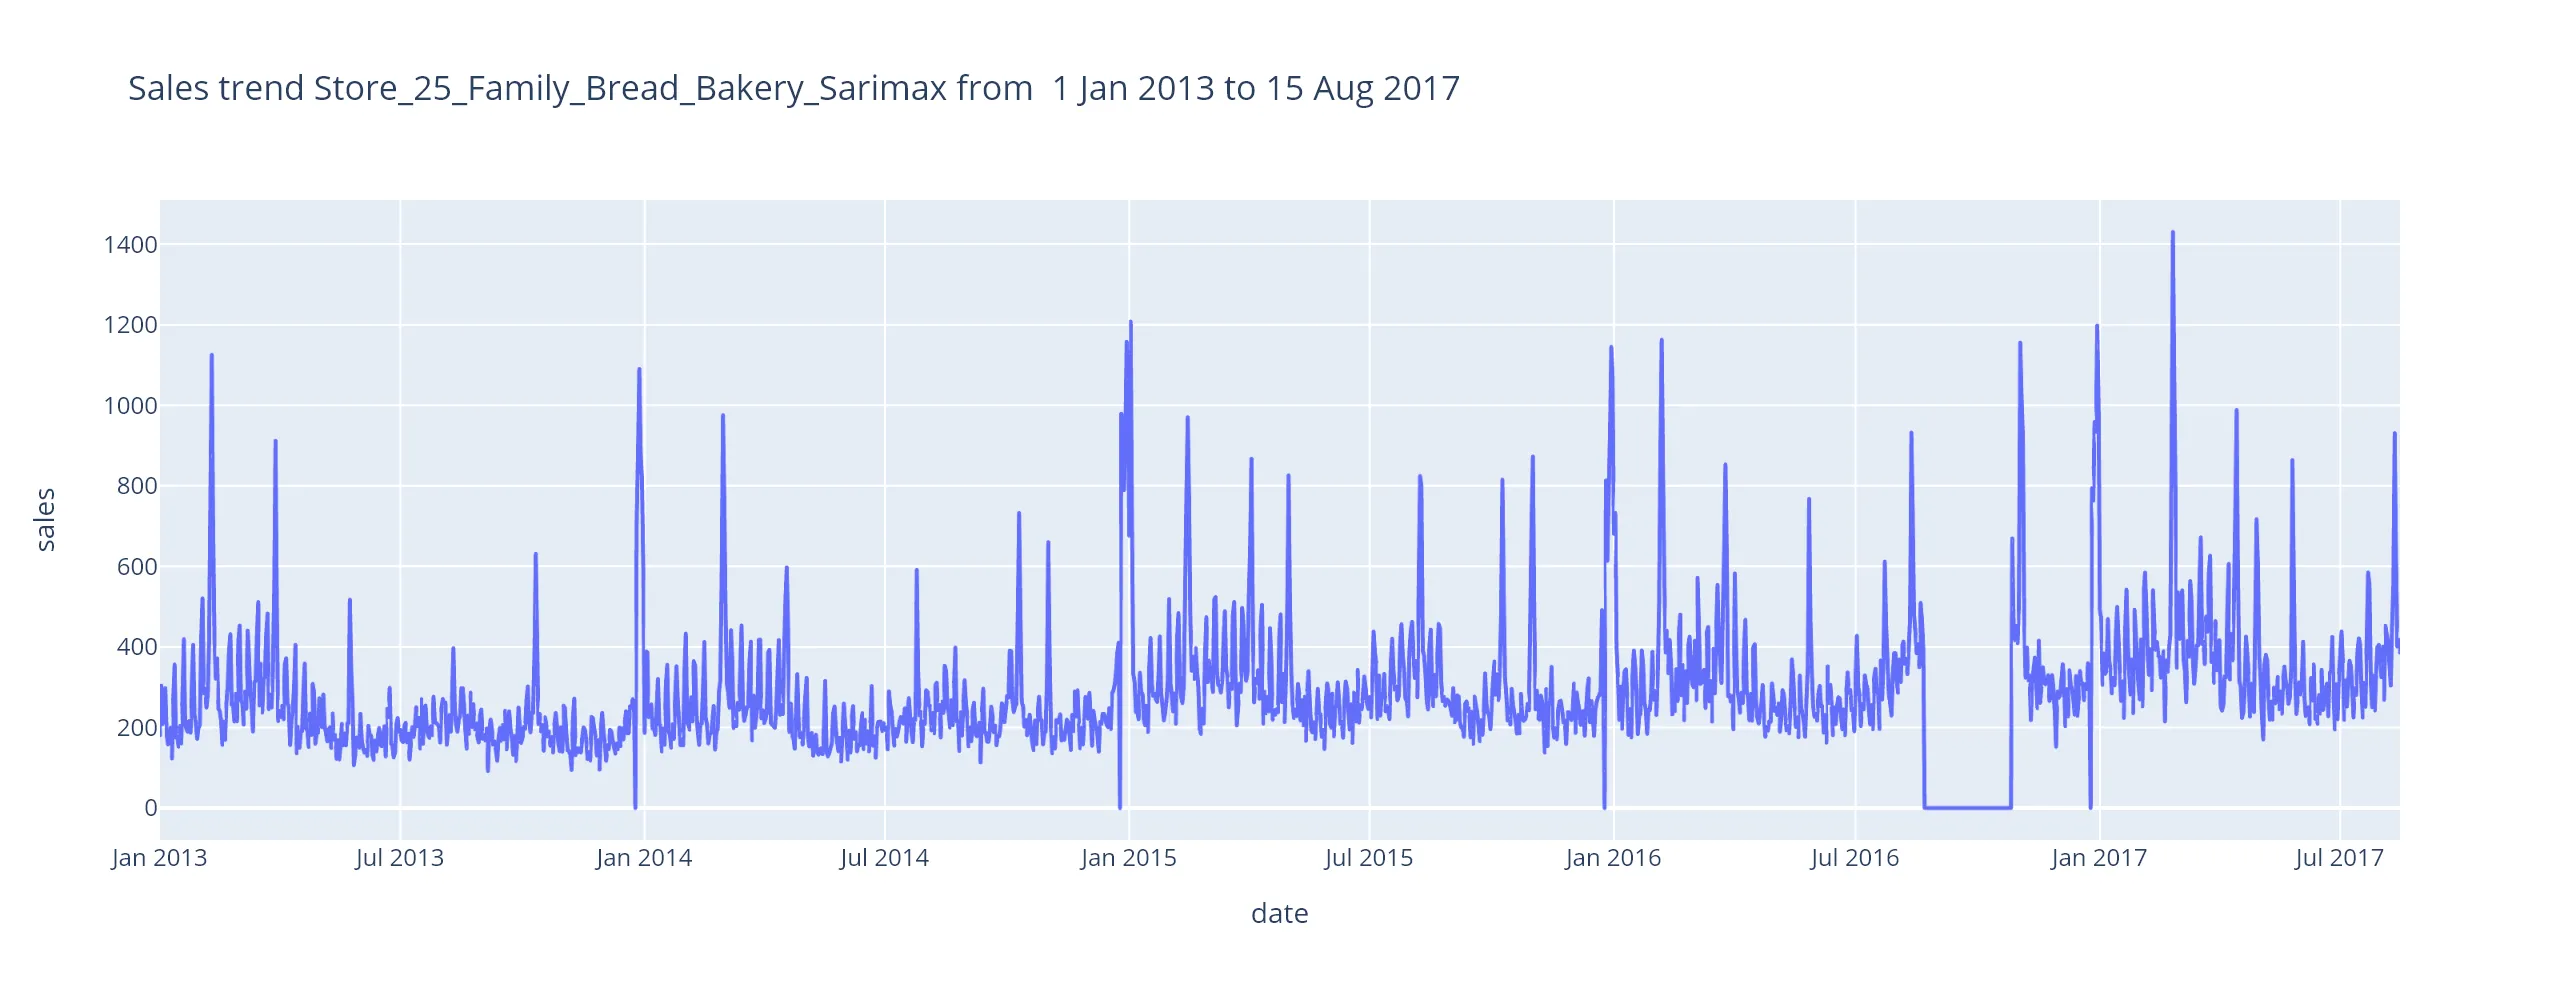 Sales trend Store_25_Family_Bread_Bakery_Sarimax from  1 Jan 2013 to 15 Aug 2017
1400
1200
1000
800
600
400
200
0
sales
Jan 2013 Jul 2013 Jan 2014 Jul 2014 Jan 2015 Jul 2015 Jan 2016 Jul 2016 Jan 2017 Jul 2017
date